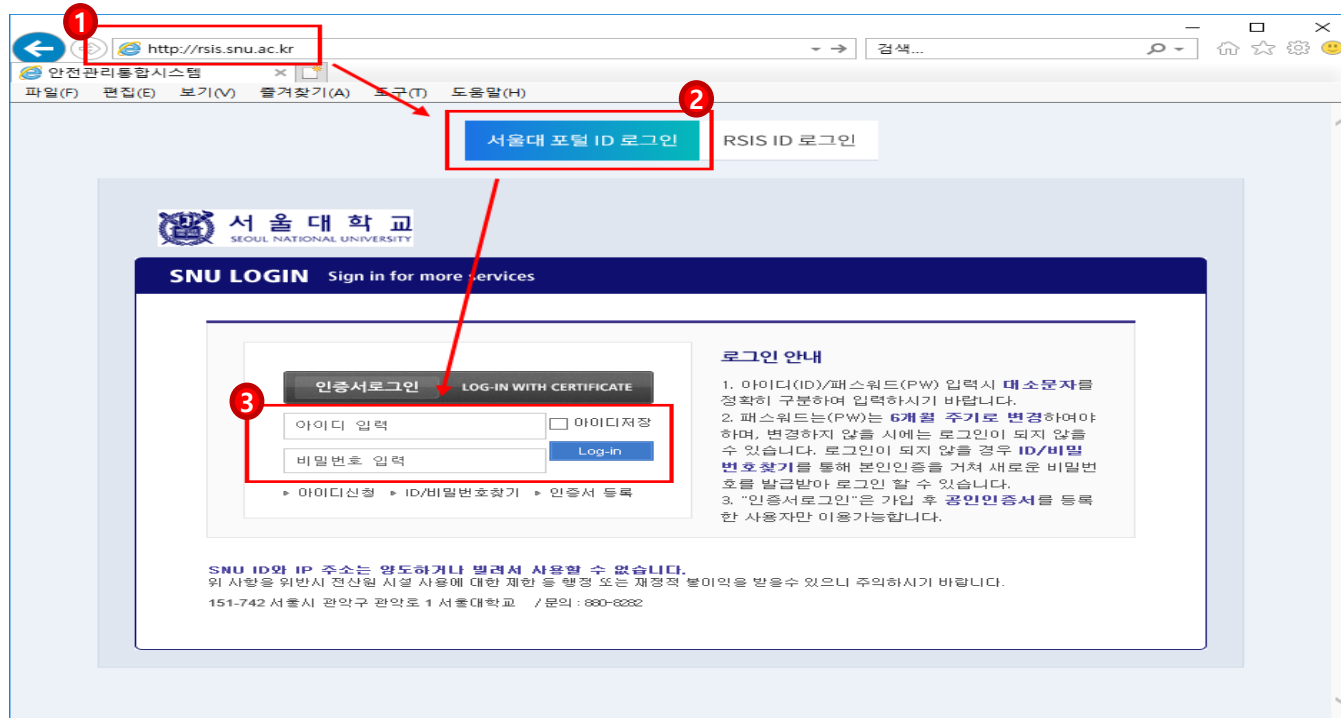 1
http://rsis.snu.ac.kr
검색...
안전관리통합시스템
파일(F) 편집(E) 보기(V) 즐겨찾기(A) 도구(T) 도움말(H)
2
서울대 포털 ID 로그인
RSIS ID 로그인
서울대학교
SEOUL NATIONAL UNIVERSITY
SNU LOGIN Sign in for more services
인증서로그인 LOG-IN WITH CERTIFICATE
3
아이디 입력
아이디저장
비밀번호 입력
Log-in
▸ 아이디신청 ▸ ID/비밀번호찾기 ▸ 인증서 등록
로그인 안내
1. 아이디(ID)/패스워드(PW) 입력시 대소문자를
정확히 구분하여 입력하시기 바랍니다.
2. 패스워드는(PW)는 6개월 주기로 변경하여야
하며, 변경하지 않을 시에는 로그인이 되지 않을
수 있습니다. 로그인이 되지 않을 경우 ID/비밀
번호찾기를 통해 본인인증을 거쳐 새로운 비밀번
호를 발급받아 로그인 할 수 있습니다.
3. "인증서로그인"은 가입 후 공인인증서를 등록
한 사용자만 이용가능합니다.
SNU ID와 IP 주소는 양도하거나 빌려서 사용할 수 없습니다.
위 사항을 위반시 전산원 시설 사용에 대한 제한 등 행정 또는 재정적 불이익을 받을수 있으니 주의하시기 바랍니다.
151-742 서울시 관악구 관악로 1 서울대학교 / 문의 : 880-8282